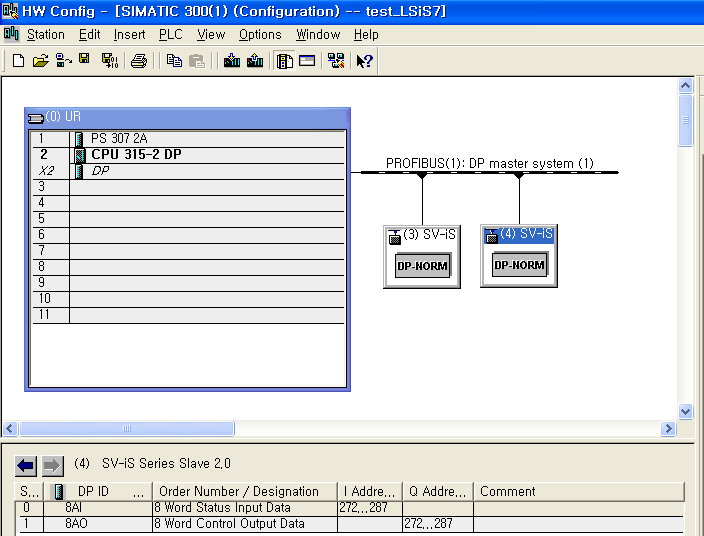 HW Config - [SIMATIC 300(1) (Configuration) -- test_LSiS7]
Station Edit Insert PLC View Options Window Help
(0) UR
1 PS 307 2A
2 CPU 315-2 DP
X2 DP
3
4
5
6
7
8
9
10
11
PROFIBUS(1): DP master system (1)
(3) SV-iS
DP-NORM
(4) SV-iS
DP-NORM
(4) SV-iS Series Slave 2,0
S... DP ID ... Order Number / Designation I Addre... Q Addre... Comment
0 8AI 8 Word Status Input Data 272...287
1 8AO 8 Word Control Output Data 272...287